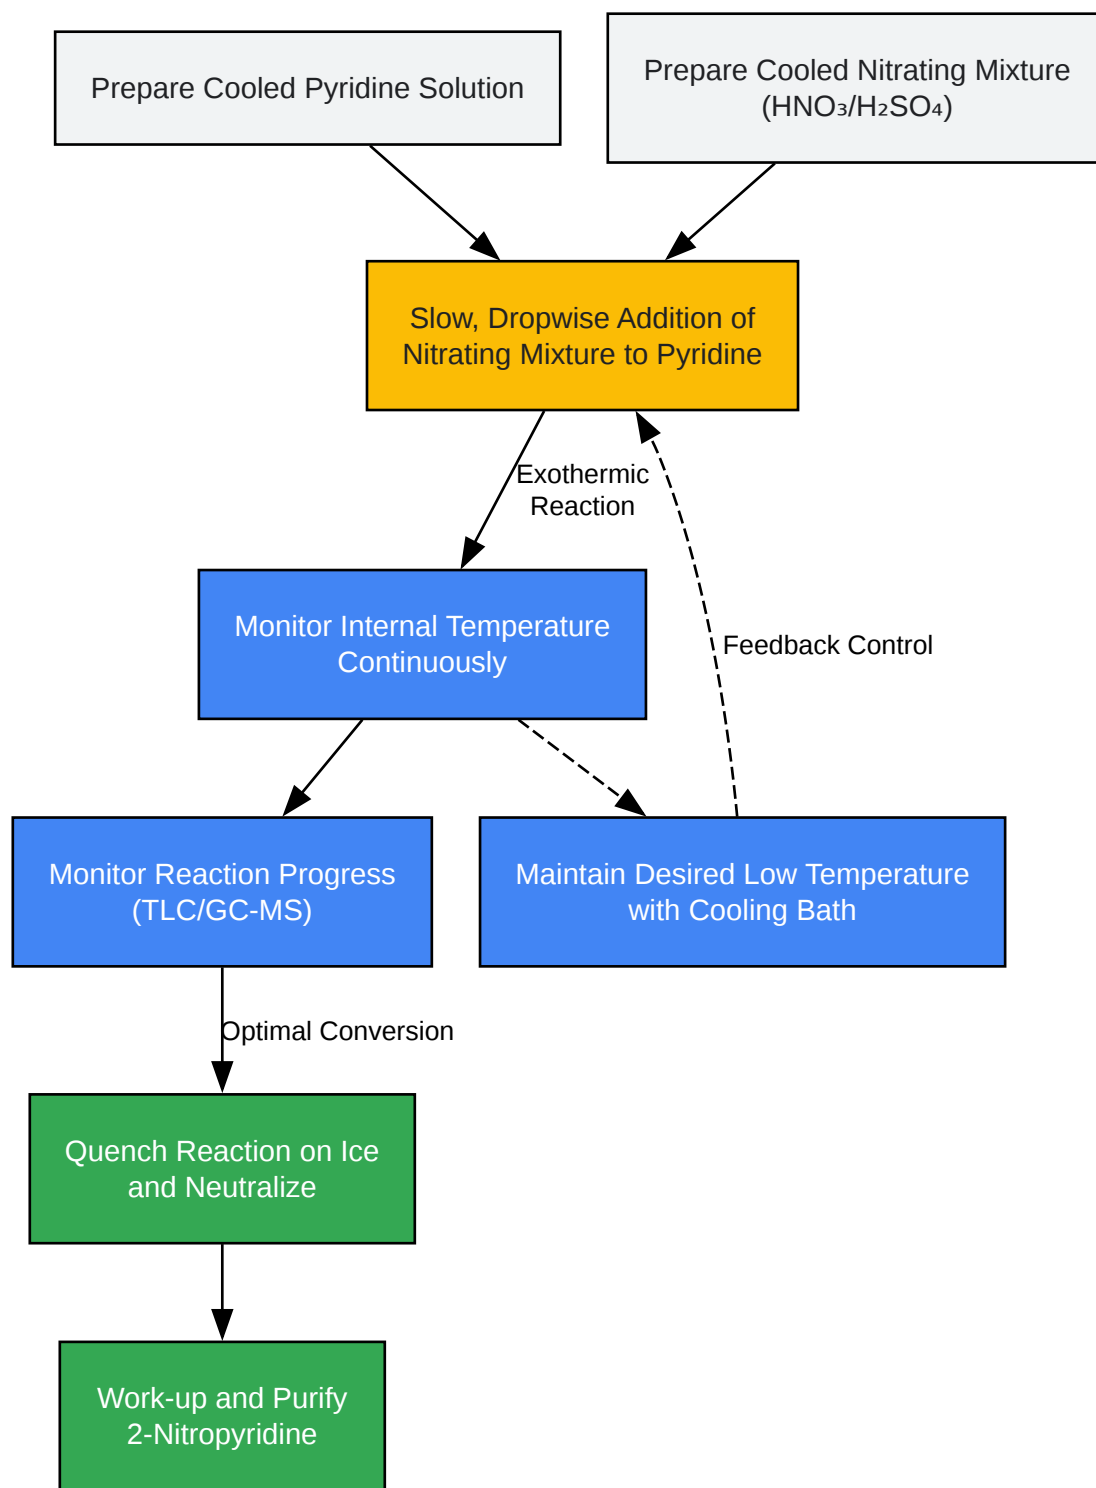 Prepare Cooled Pyridine Solution
Prepare Cooled Nitrating Mixture
(HNO₃/H₂SO₄)
Slow, Dropwise Addition of
Nitrating Mixture to Pyridine
Exothermic
Reaction
Monitor Internal Temperature
Continuously
Feedback Control
Monitor Reaction Progress
(TLC/GC-MS)
Maintain Desired Low Temperature
with Cooling Bath
Optimal Conversion
Quench Reaction on Ice
and Neutralize
Work-up and Purify
2-Nitropyridine